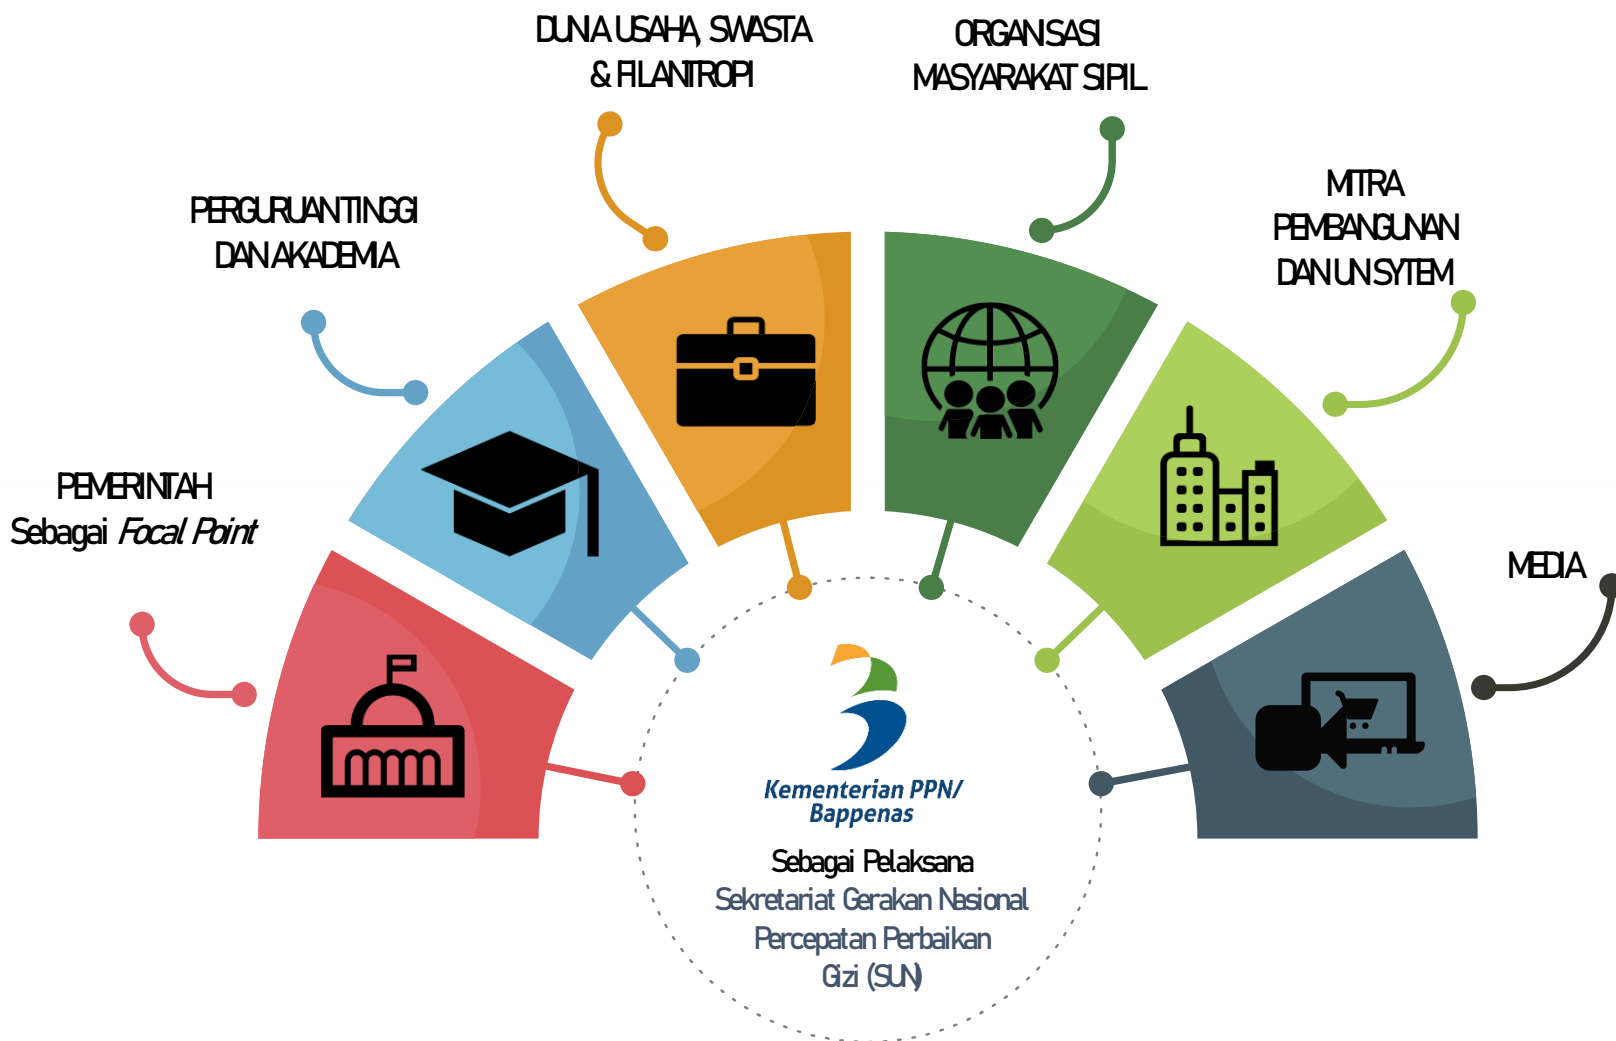 DUNIA USAHA, SWASTA
& FILANTROPI
ORGANISASI
MASYARAKAT SIPIL
MITRA
PEMBANGUNAN
DAN UN SYTEM
PERGURUAN TINGGI
DAN AKADEMIA
PEMERINTAH
Sebagai Focal Point
MEDIA
Kementerian PPN/
Bappenas
Sebagai Pelaksana
Sekretariat Gerakan Nasional
Percepatan Perbaikan
Gizi (SUN)